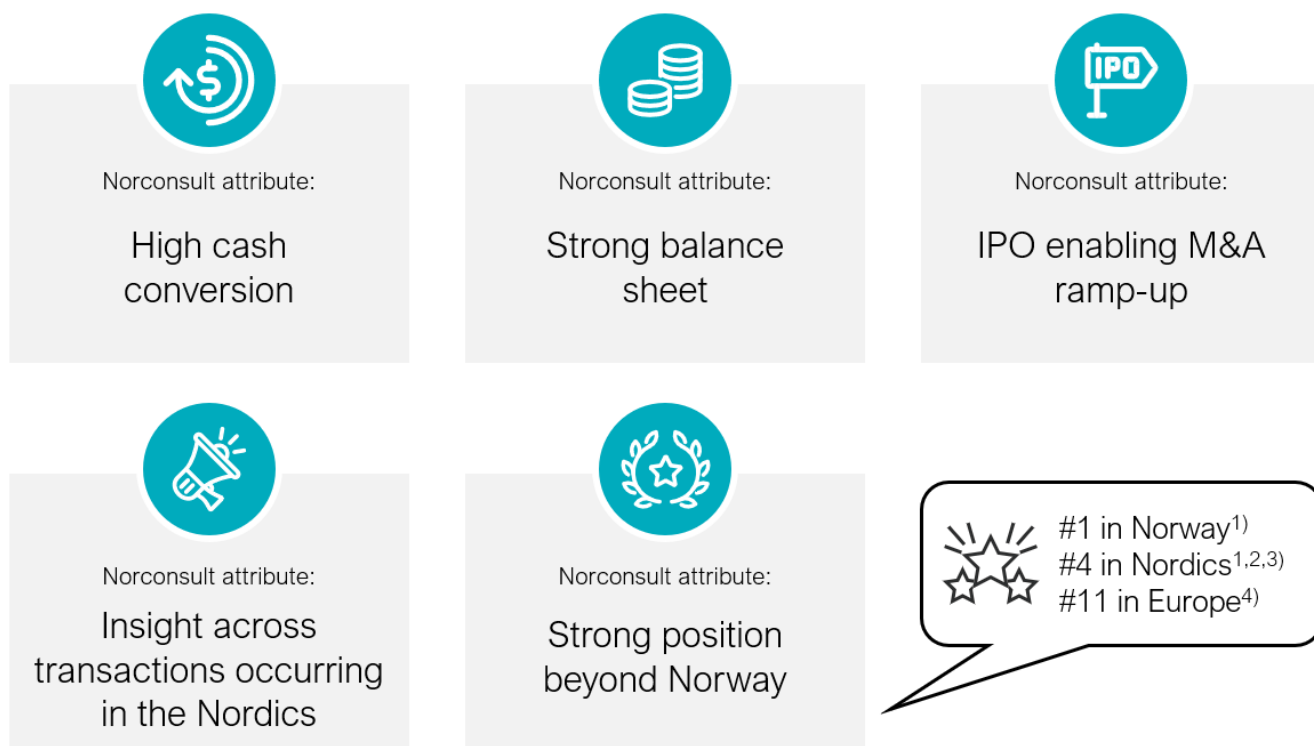 IPO
Norconsult attribute:
High cash
conversion
Norconsult attribute:
Strong balance
sheet
Norconsult attribute:
IPO enabling M&A
ramp-up
Norconsult attribute:
Insight across
transactions occurring
in the Nordics
Norconsult attribute:
Strong position
beyond Norway
#1 in Norway1)
#4 in Nordics1,2,3)
#11 in Europe4)